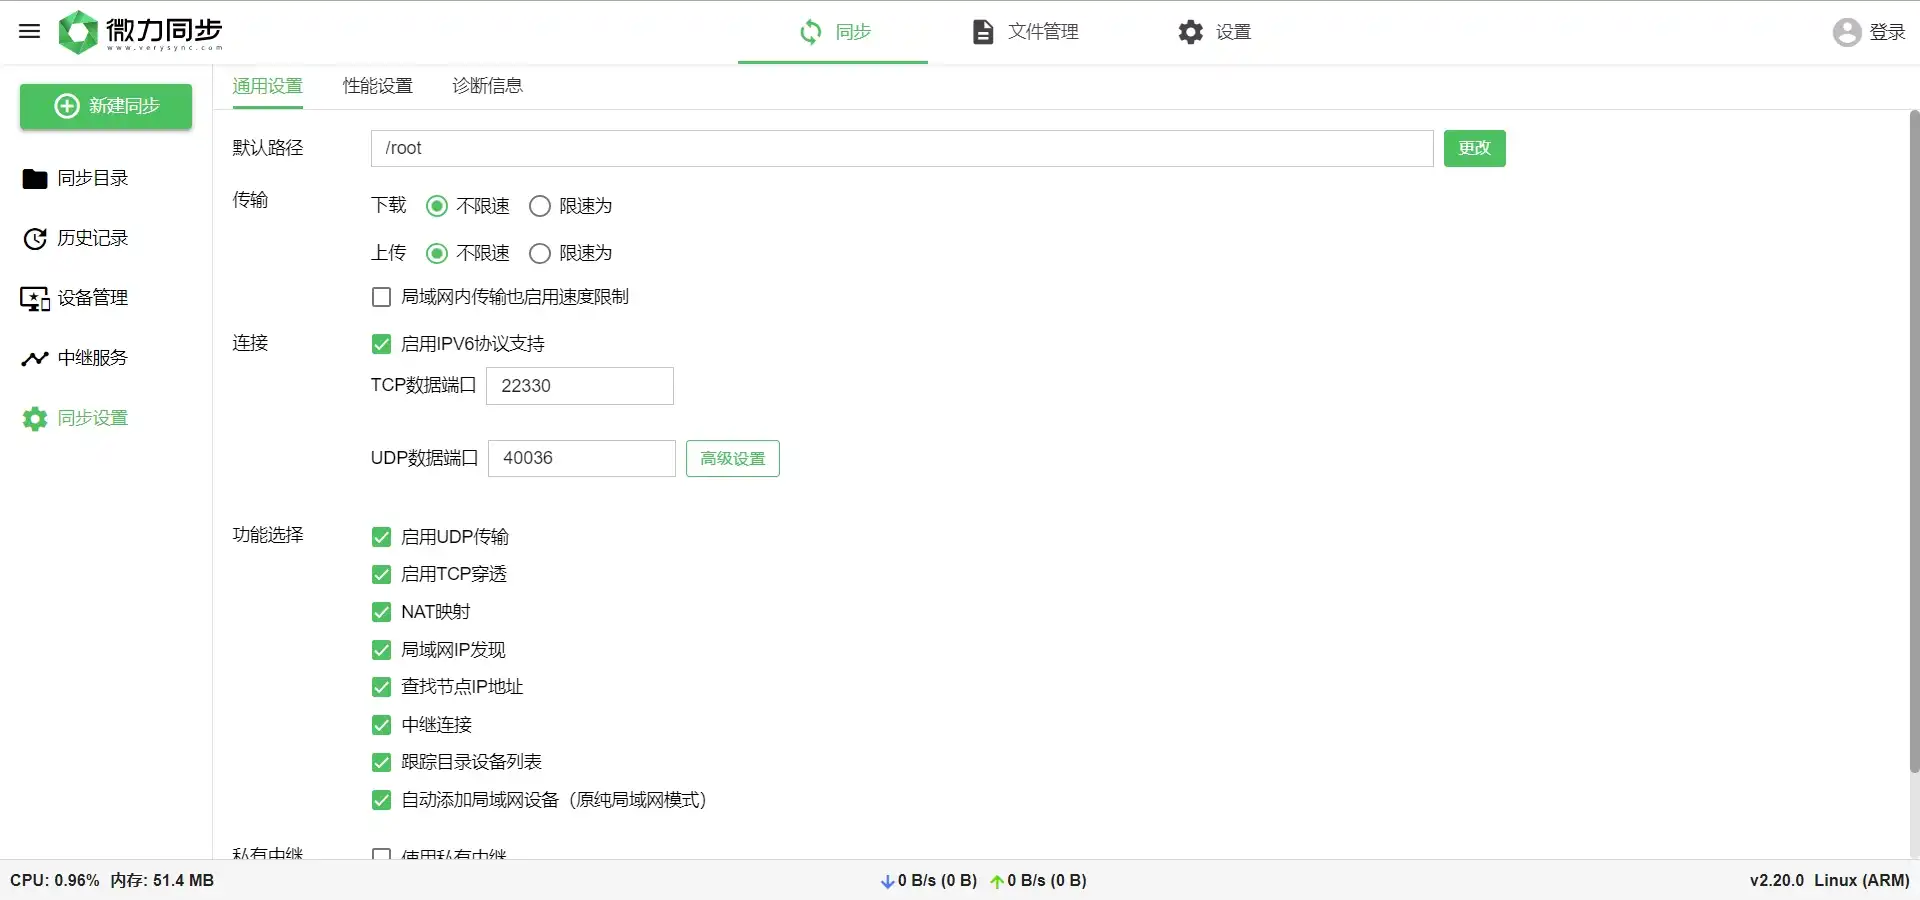 微力同步
www.verysync.com
同步
文件管理
设置
登录
新建同步
同步目录
历史记录
设备管理
中继服务
同步设置
通用设置
性能设置
诊断信息
默认路径
/root
更改
传输
下载
不限速
限速为
上传
不限速
限速为
局域网内传输也启用速度限制
连接
启用IPV6协议支持
TCP数据端口
22330
UDP数据端口
40036
高级设置
功能选择
启用UDP传输
启用TCP穿透
NAT映射
局域网IP发现
查找节点IP地址
中继连接
跟踪目录设备列表
自动添加局域网设备（原纯局域网模式）
私有中继
使用私有中继
CPU: 0.96%
内存: 51.4 MB
0 B/s (0 B)
0 B/s (0 B)
v2.20.0
Linux (ARM)